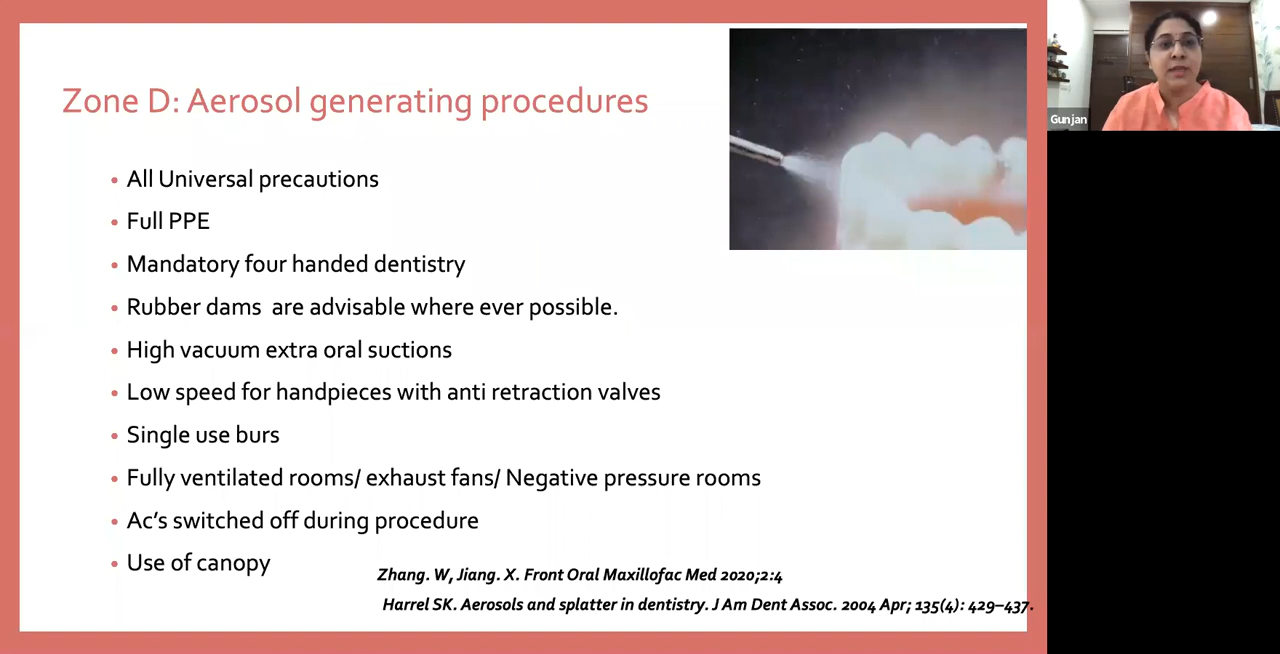 Zone D: Aerosol generating procedures
• All Universal precautions
• Full PPE
• Mandatory four handed dentistry
• Rubber dams  are advisable where ever possible.
• High vacuum extra oral suctions
• Low speed for handpieces with anti retraction valves
• Single use burs
• Fully ventilated rooms/ exhaust fans/ Negative pressure rooms
• Ac's switched off during procedure
• Use of canopy
Zhang. W, Jiang. X. Front Oral Maxillofac Med 2020;2:4
Harrel SK. Aerosols and splatter in dentistry. J Am Dent Assoc. 2004 Apr; 135(4): 429–437.
Gunjan